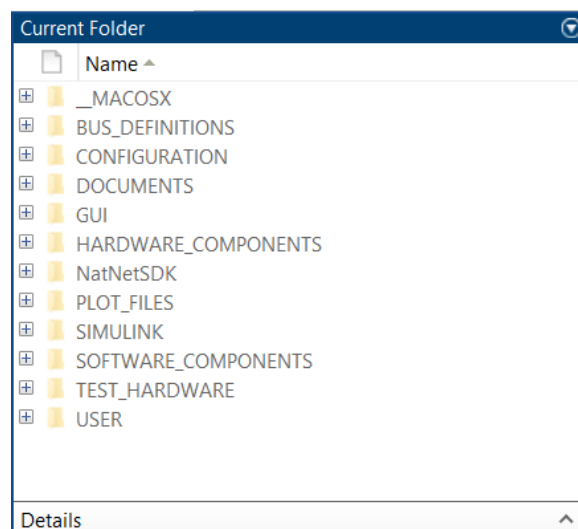 Current Folder
Name
__MACOSX
BUS_DEFINITIONS
CONFIGURATION
DOCUMENTS
GUI
HARDWARE_COMPONENTS
NatNetSDK
PLOT_FILES
SIMULINK
SOFTWARE_COMPONENTS
TEST_HARDWARE
USER
Details